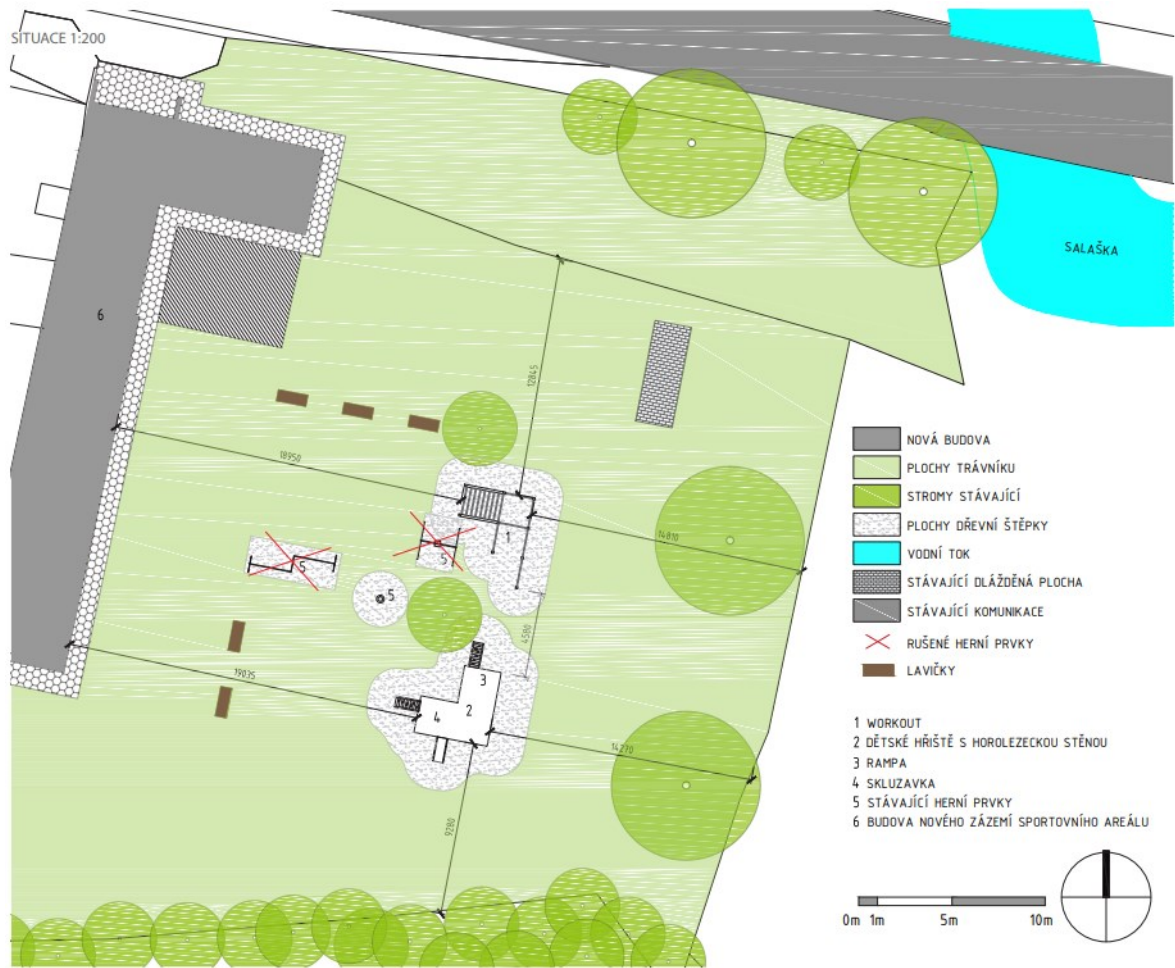 SITUACE 1:200
SALAŠKA
6
12845
18950
1
14810
5
5
5
4580
19035
3
2
4
14270
9280
NOVÁ BUDOVA
PLOCHY TRÁVNÍKU
STROMY STÁVAJÍCÍ
PLOCHY DŘEVNÍ ŠTĚPKY
VODNÍ TOK
STÁVAJÍCÍ DLÁŽDĚNÁ PLOCHA
STÁVAJÍCÍ KOMUNIKACE
RUŠENÉ HERNÍ PRVKY
LAVIČKY
1 WORKOUT
2 DĚTSKÉ HŘIŠTĚ S HOROLEZECKOU STĚNOU
3 RAMPA
4 SKLUZAVKA
5 STÁVAJÍCÍ HERNÍ PRVKY
6 BUDOVA NOVÉHO ZÁZEMÍ SPORTOVNÍHO AREÁLU
0m 1m 5m 10m